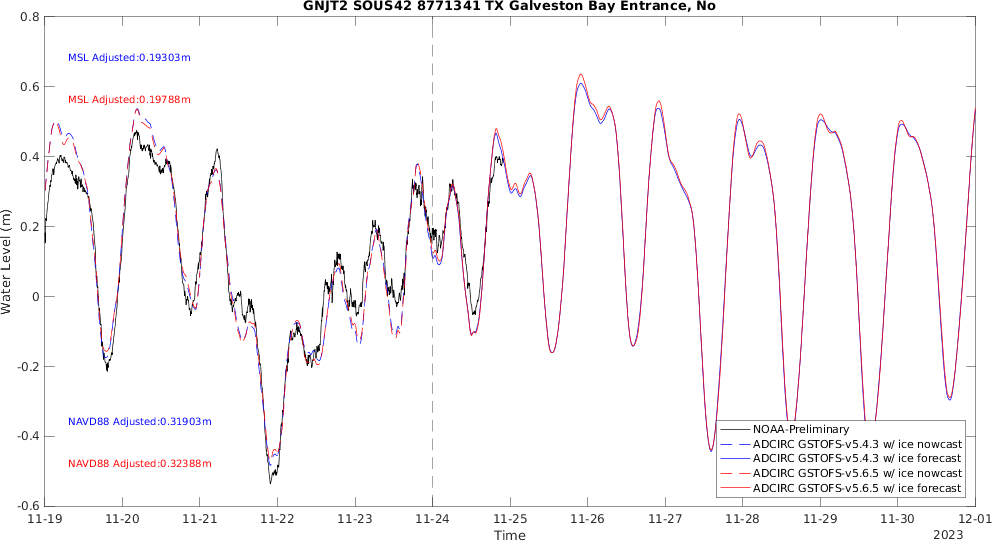 GNJT2 SOUS42 8771341 TX Galveston Bay Entrance, No
0.8
0.6
0.4
0.2
0
-0.2
-0.4
-0.6
Water Level (m)
MSL Adjusted:0.19303m
MSL Adjusted:0.19788m
NAVD88 Adjusted:0.31903m
NAVD88 Adjusted:0.32388m
NOAA-Preliminary
ADCIRC GSTOFS-v5.4.3 w/ ice nowcast
ADCIRC GSTOFS-v5.4.3 w/ ice forecast
ADCIRC GSTOFS-v5.6.5 w/ ice nowcast
ADCIRC GSTOFS-v5.6.5 w/ ice forecast
11-19 11-20 11-21 11-22 11-23 11-24 11-25 11-26 11-27 11-28 11-29 11-30 12-01
Time
2023